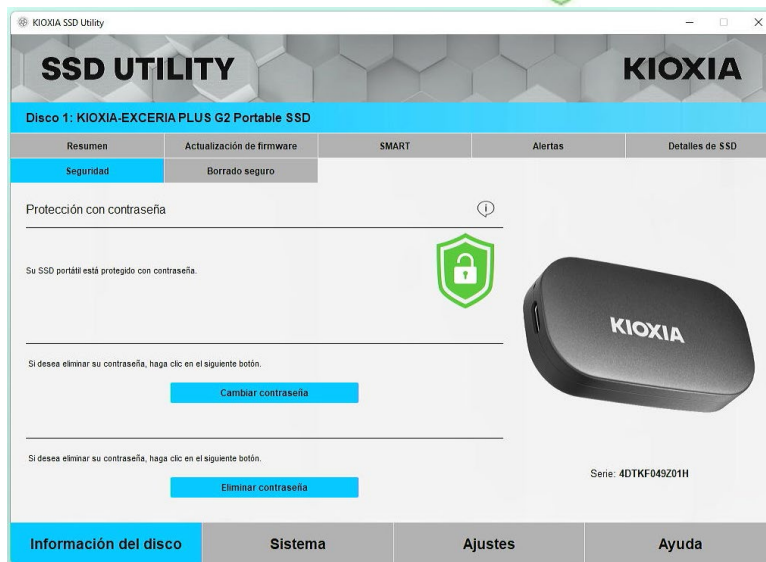 KIOXIA SSD Utility
SSD UTILITY
KIOXIA
Disco 1: KIOXIA-EXCERIA PLUS G2 Portable SSD
Resumen
Actualización de firmware
SMART
Alertas
Detalles de SSD
Seguridad
Borrado seguro
Protección con contraseña
Su SSD portátil está protegido con contraseña.
KIOXIA
Si desea eliminar su contraseña, haga clic en el siguiente botón.
Cambiar contraseña
Si desea eliminar su contraseña, haga clic en el siguiente botón.
Eliminar contraseña
Serie: 4DTKF049Z01H
Información del disco
Sistema
Ajustes
Ayuda